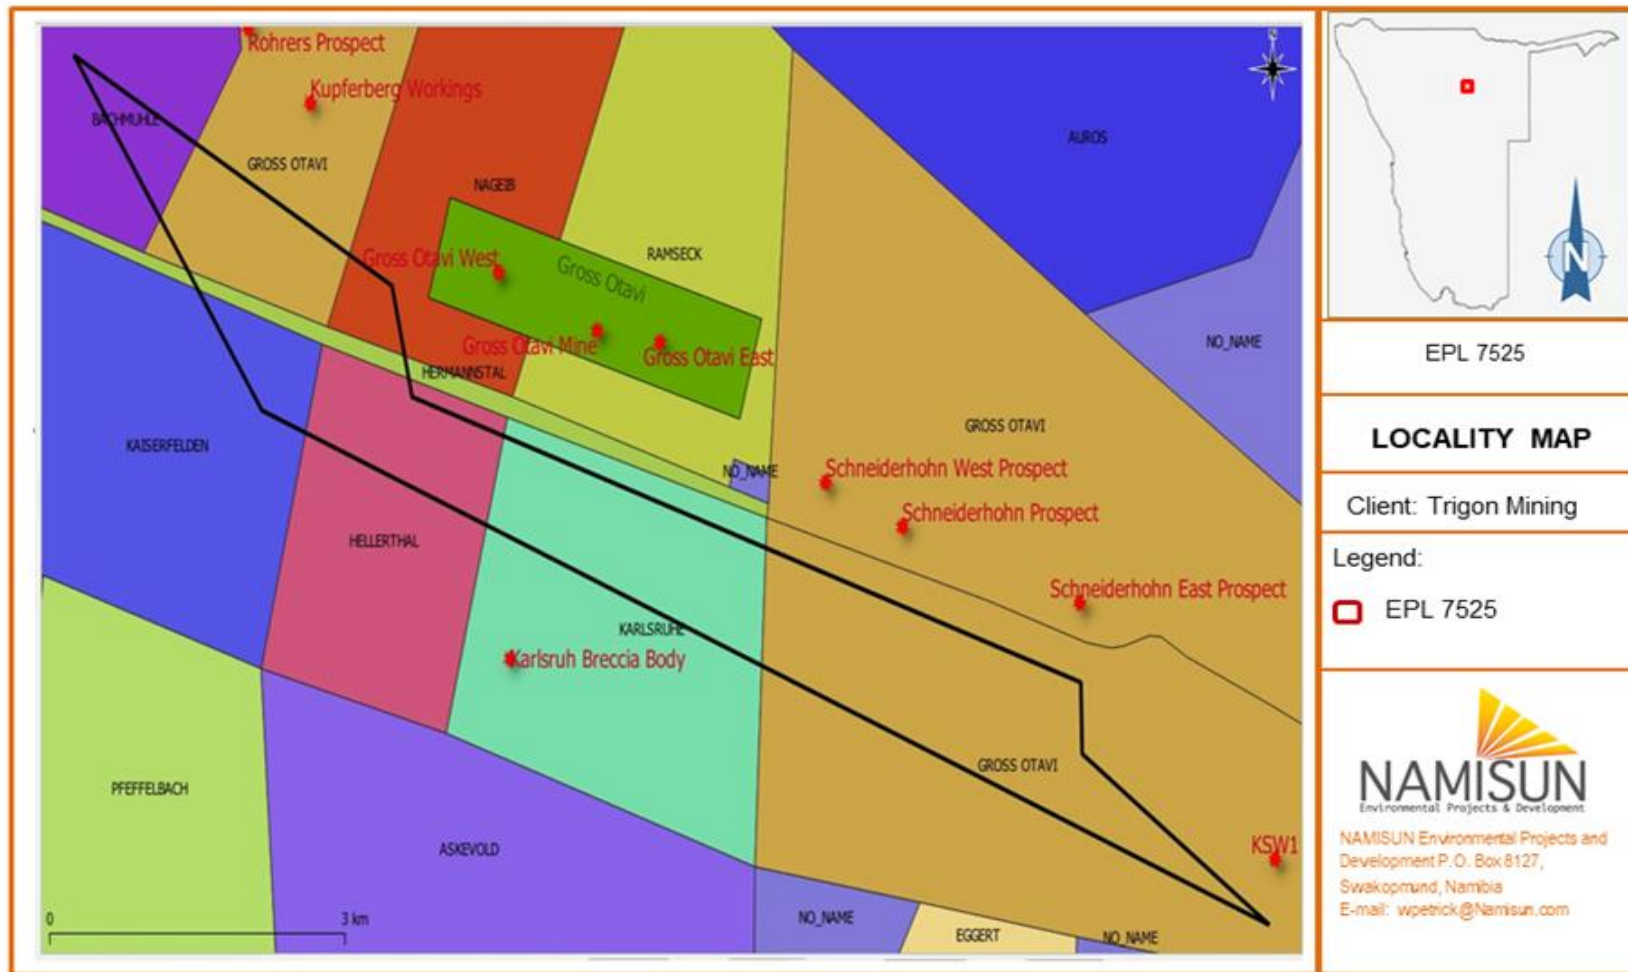 Rohrers Prospect
Kupferberg Workings
BACHMUHLE
GROSS OTAVI
NAGEIB
AUROS
N
Gross Otavi West
Gross Otavi
RAMSECK
Gross Otavi Mine
Gross Otavi East
HERMANNSTAL
NO_NAME
KAISERFELDEN
GROSS OTAVI
NO_NAME
Schneiderhohn West Prospect
Schneiderhohn Prospect
HELLERTHAL
Schneiderhohn East Prospect
KARLSRUHE
Karlsruh Breccia Body
GROSS OTAVI
PFEFFELBACH
ASKEVOLD
KSW1
NO_NAME
EGGERT
NO_NAME
0 3 km
N
EPL 7525
LOCALITY MAP
Client: Trigon Mining
Legend:
EPL 7525
NAMISUN
Environmental Projects & Development
NAMISUN Environmental Projects and
Development P.O. Box 8127,
Swakopmund, Namibia
E-mail: wpetrick@Namisun.com